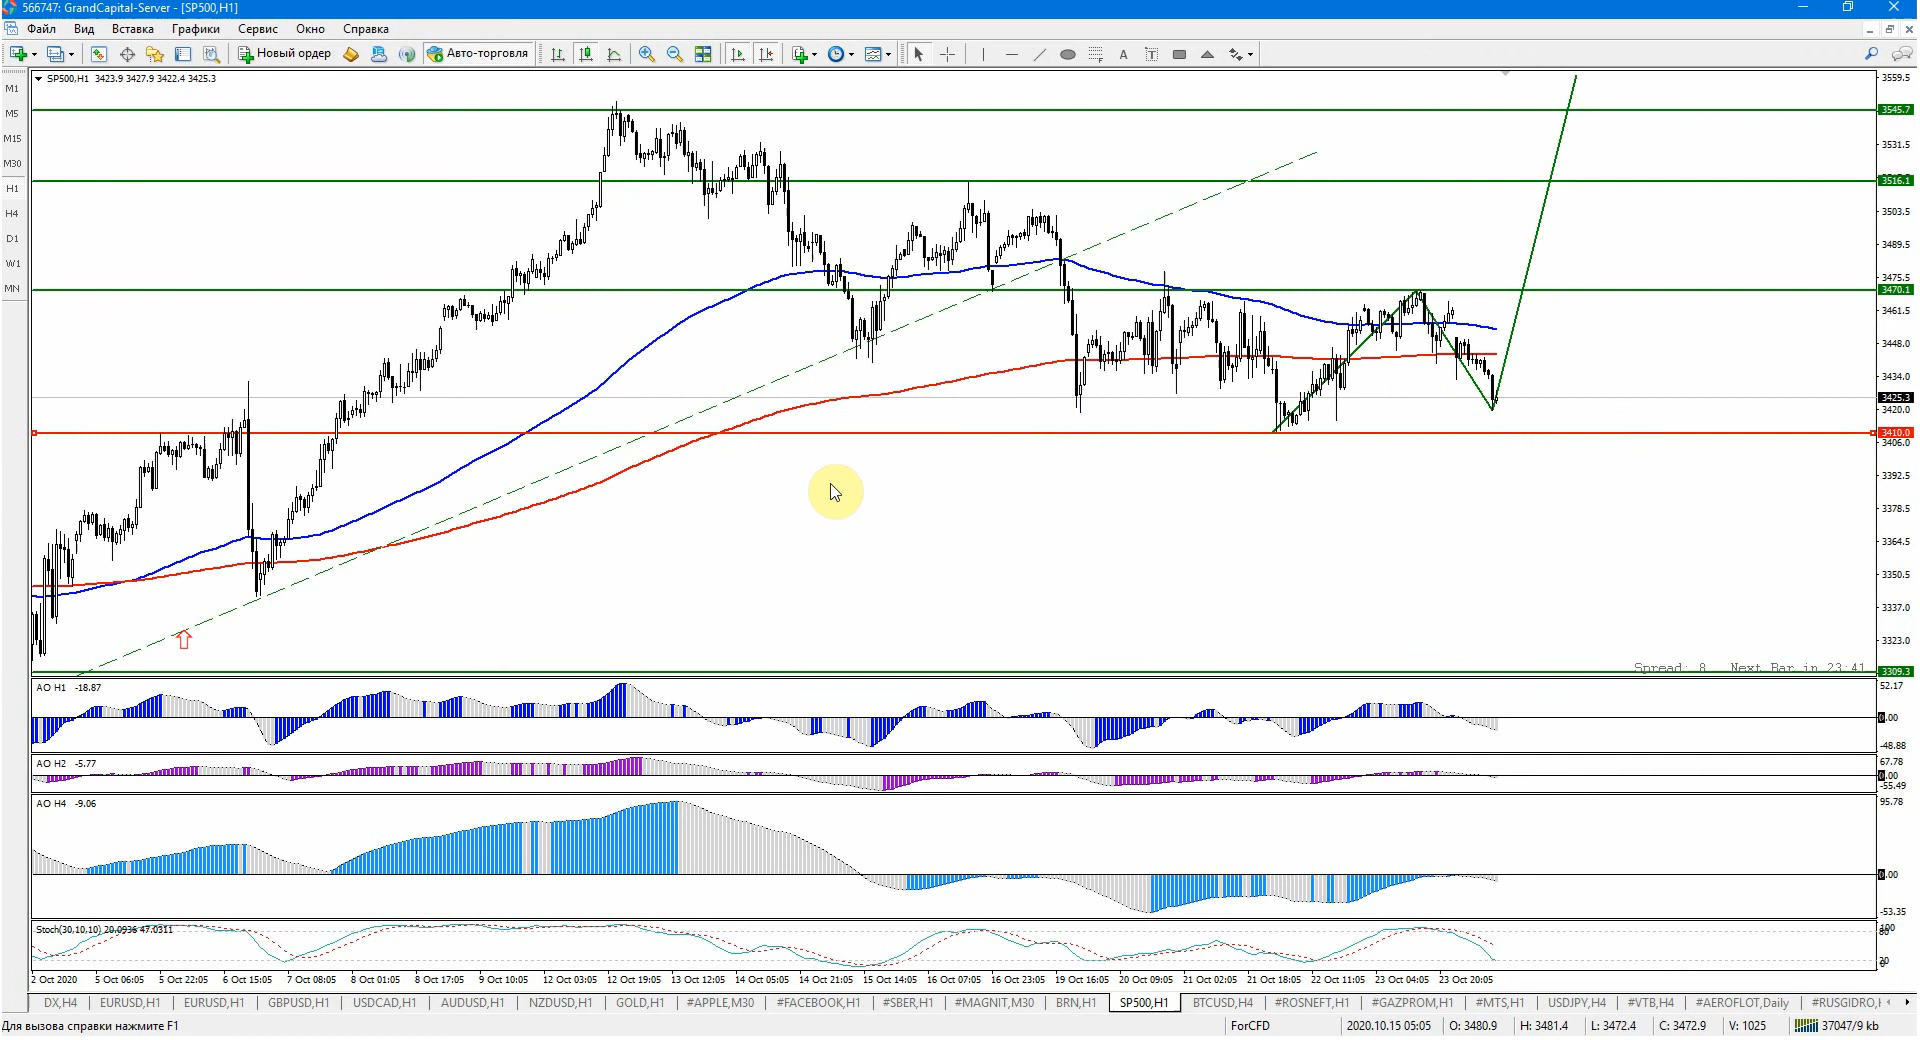 566747: GrandCapital-Server - [SP500,H1]
Файл Вид Вставка Графики Сервис Окно Справка
Новый ордер Авто-торговля
M1
M5
M15
M30
H1
H4
D1
W1
MN
SP500,H1 3423.9 3427.9 3422.4 3425.3
3559.5
3545.7
3531.5
3516.1
3503.5
3489.5
3475.5
3470.1
3461.5
3448.0
3434.0
3425.3
3420.0
3410.0
3406.0
3392.5
3378.5
3364.5
3350.5
3337.0
3323.0
Spread: 8 Next Bar in 23:41
3309.3
AO H1 -18.87
52.17
0.00
-48.88
AO H2 -5.77
67.78
0.00
-55.49
AO H4 -9.06
95.78
0.00
-53.35
Stoch(30,10,10) 20.0936 47.0311
100
80
20
0
2 Oct 2020 5 Oct 06:05 5 Oct 22:05 6 Oct 15:05 7 Oct 08:05 8 Oct 01:05 8 Oct 17:05 9 Oct 10:05 12 Oct 03:05 12 Oct 19:05 13 Oct 12:05 14 Oct 05:05 14 Oct 21:05 15 Oct 14:05 16 Oct 07:05 16 Oct 23:05 19 Oct 16:05 20 Oct 09:05 21 Oct 02:05 21 Oct 18:05 22 Oct 11:05 23 Oct 04:05 23 Oct 20:05
DX,H4 EURUSD,H1 EURUSD,H1 GBPUSD,H1 USDCAD,H1 AUDUSD,H1 NZDUSD,H1 GOLD,H1 #APPLE,M30 #FACEBOOK,H1 #SBER,H1 #MAGNIT,M30 BRN,H1 SP500,H1 BTCUSD,H4 #ROSNEFT,H1 #GAZPROM,H1 #MTS,H1 USDJPY,H4 #VTB,H4 #AEROFLOT,Daily #RUSGIDRO,
Для вызова справки нажмите F1 ForCFD 2020.10.15 05:05 O: 3480.9 H: 3481.4 L: 3472.4 C: 3472.9 V: 1025 37047/9 kb